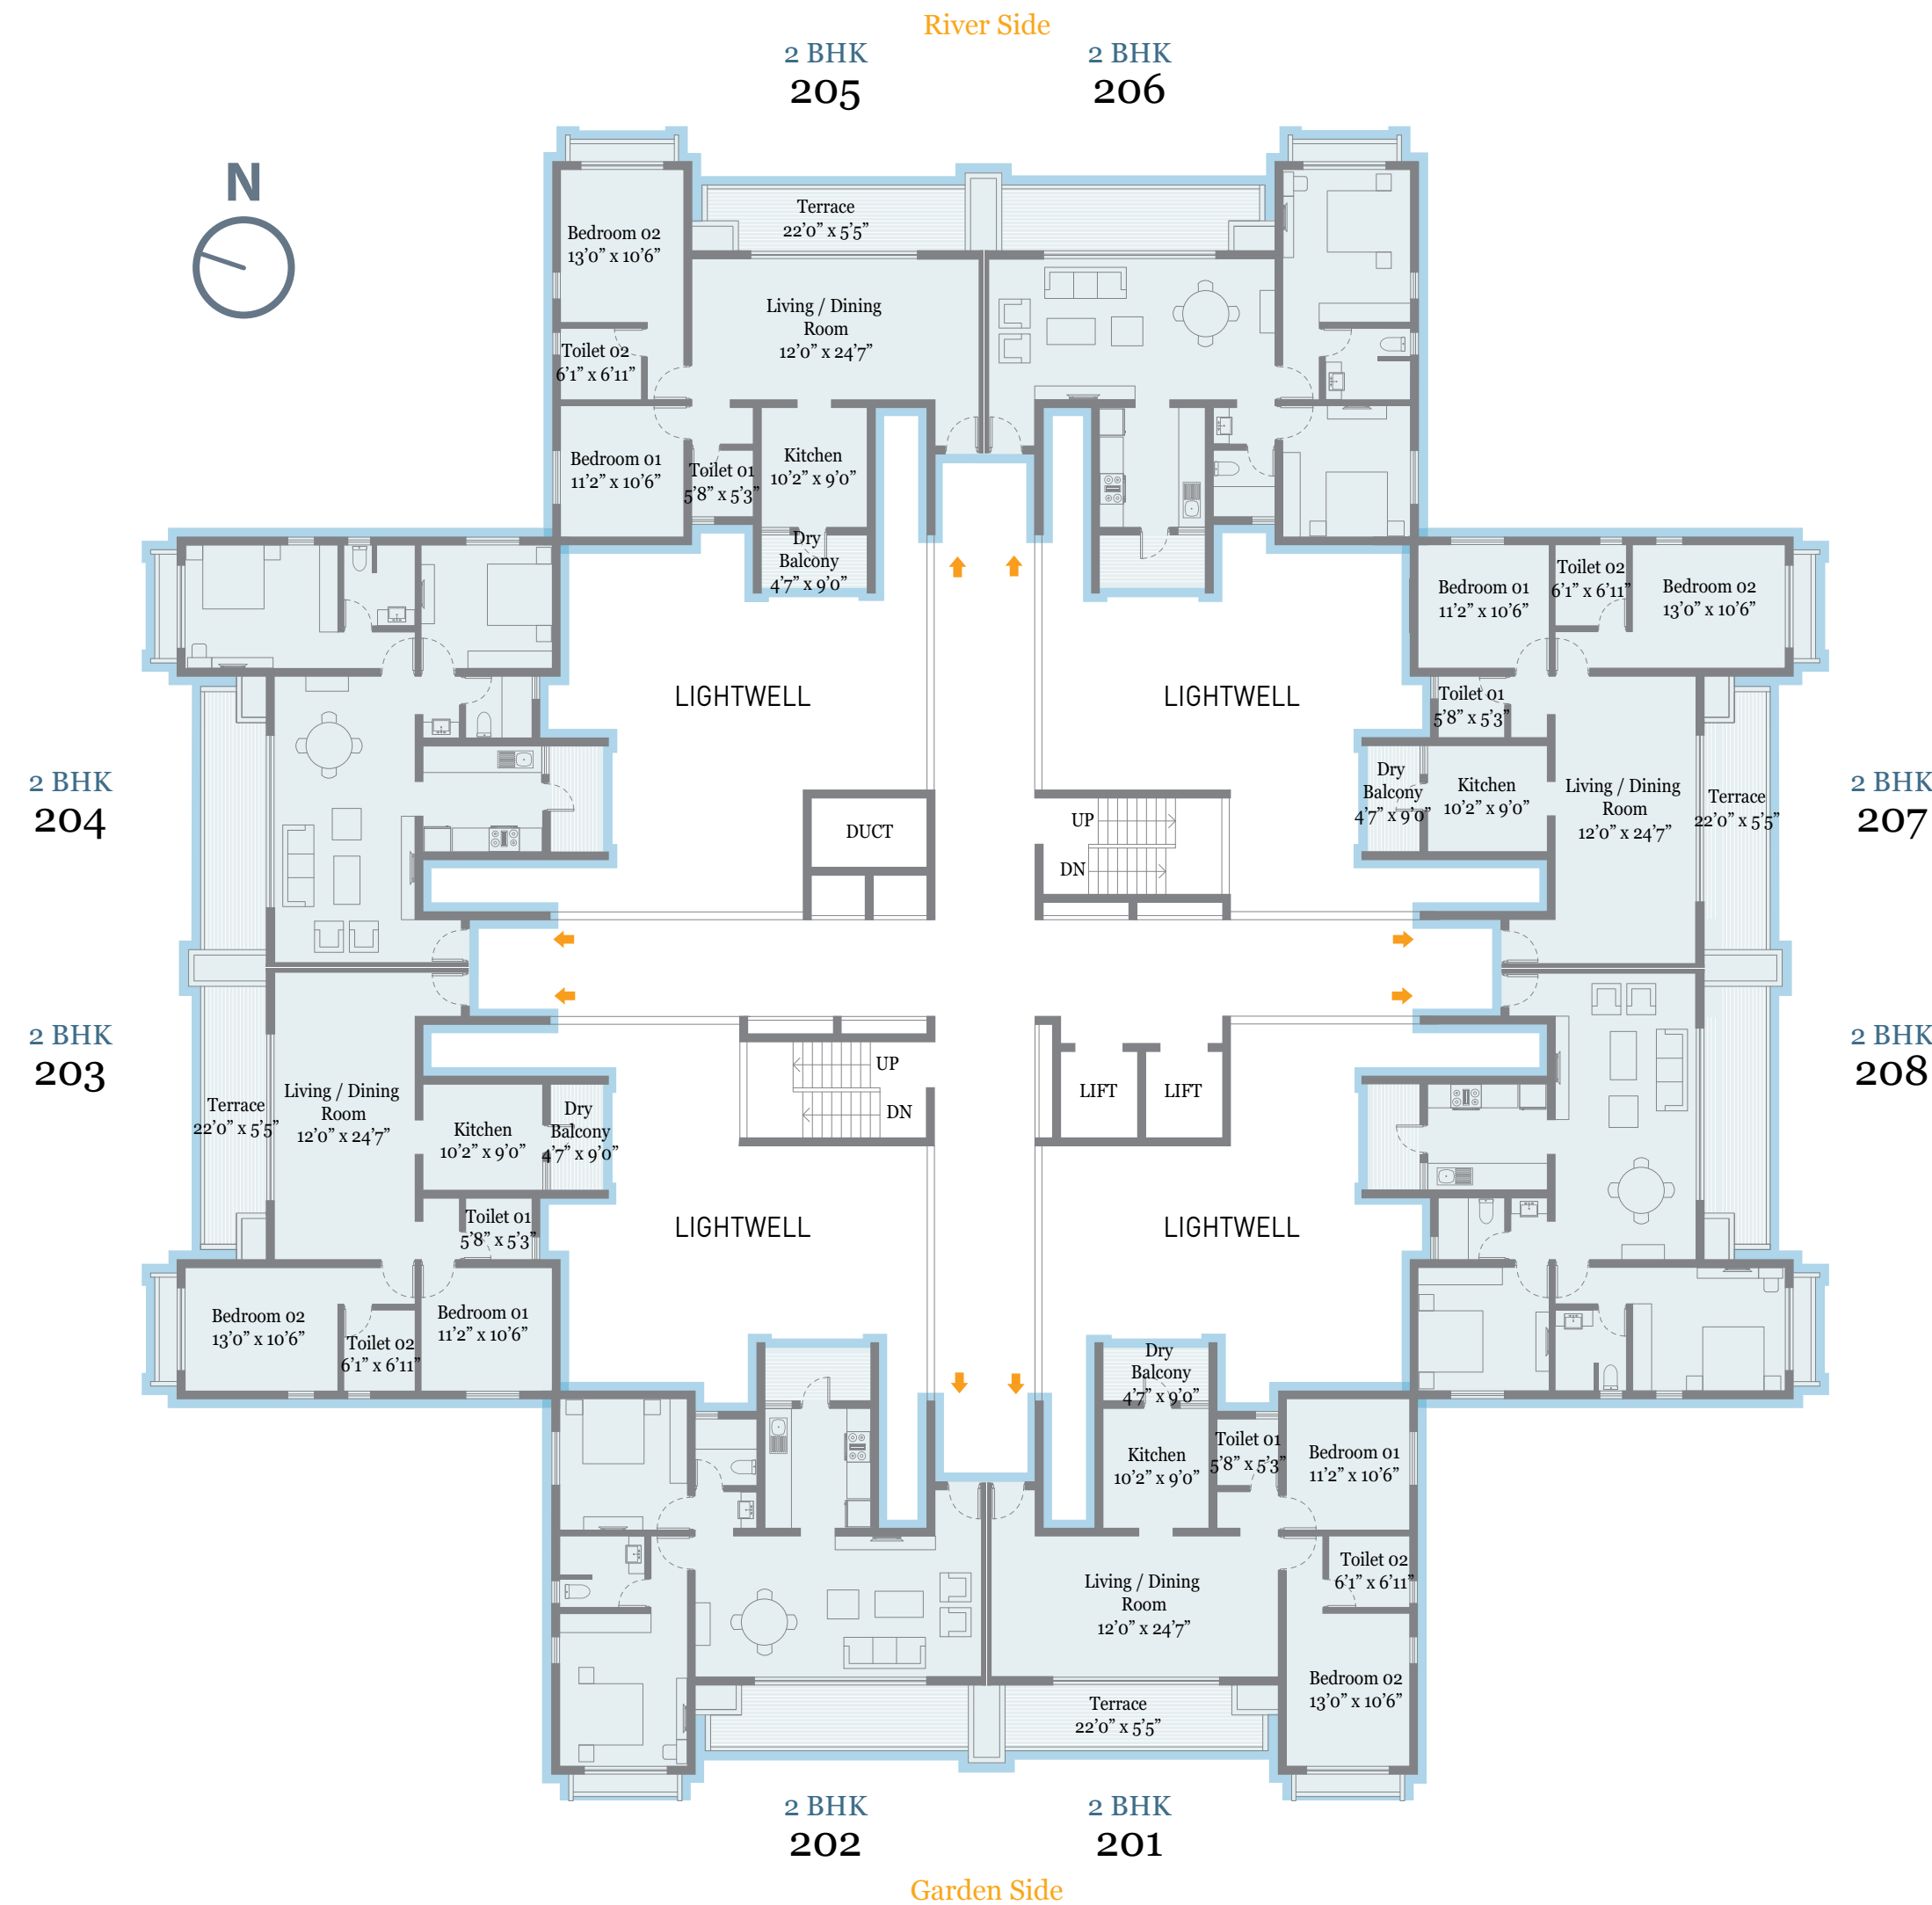 River Side
2 BHK
205
2 BHK
206
N
Terrace
22’0” x 5’5”
Bedroom 02
13’0” x 10’6”
Living / Dining
Room
12’0” x 24’7”
Toilet 02
6’1” x 6’11”
Bedroom 01
11’2” x 10’6”
Toilet 01
5’8” x 5’3”
Kitchen
10’2” x 9’0”
Dry
Balcony
4’7” x 9’0”
Bedroom 01
11’2” x 10’6”
Toilet 02
6’1” x 6’11”
Bedroom 02
13’0” x 10’6”
LIGHTWELL
LIGHTWELL
Toilet 01
5’8” x 5’3”
2 BHK
204
DUCT
UP
DN
Dry
Balcony
4’7” x 9’0”
Kitchen
10’2” x 9’0”
Living / Dining
Room
12’0” x 24’7”
Terrace
22’0” x 5’5”
2 BHK
207
2 BHK
203
Terrace
22’0” x 5’5”
Living / Dining
Room
12’0” x 24’7”
Kitchen
10’2” x 9’0”
Dry
Balcony
4’7” x 9’0”
UP
DN
LIFT
LIFT
2 BHK
208
Toilet 01
5’8” x 5’3”
LIGHTWELL
LIGHTWELL
Bedroom 02
13’0” x 10’6”
Toilet 02
6’1” x 6’11”
Bedroom 01
11’2” x 10’6”
Dry
Balcony
4’7” x 9’0”
Kitchen
10’2” x 9’0”
Toilet 01
5’8” x 5’3”
Bedroom 01
11’2” x 10’6”
Living / Dining
Room
12’0” x 24’7”
Toilet 02
6’1” x 6’11”
Bedroom 02
13’0” x 10’6”
Terrace
22’0” x 5’5”
2 BHK
202
2 BHK
201
Garden Side